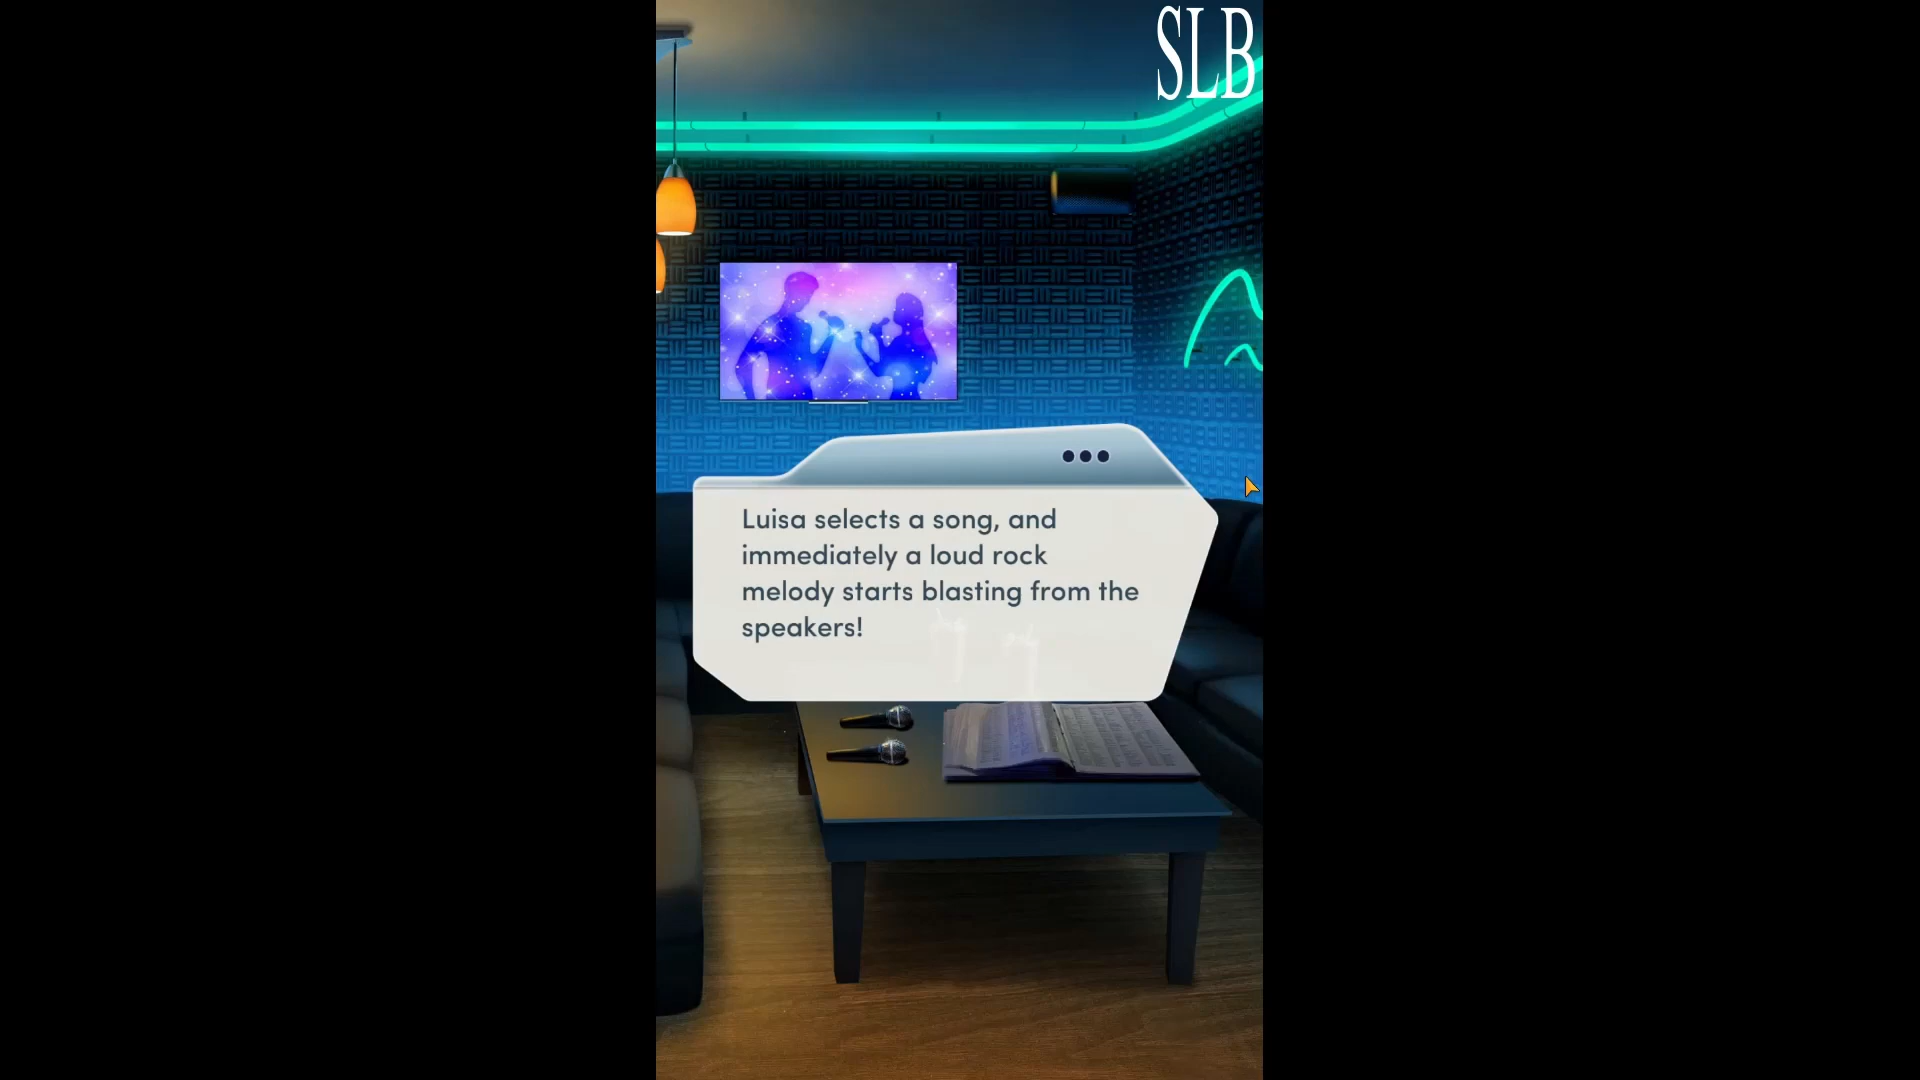 SLB
Luisa selects a song, and
immediately a loud rock
melody starts blasting from the
speakers!